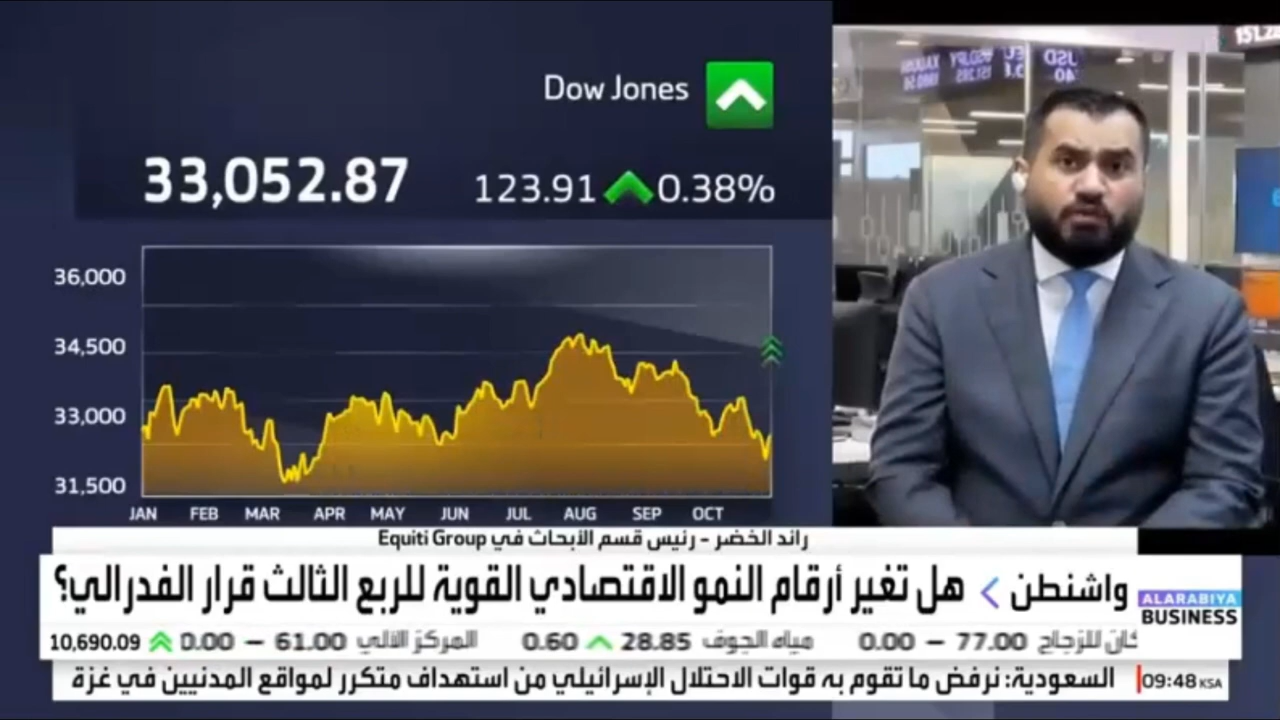 Dow Jones
33,052.87
123.91 0.38%
36,000
34,500
33,000
31,500
JAN FEB MAR APR MAY JUN JUL AUG SEP OCT
151.28
رائد الخضر - رئيس قسم الأبحاث في Equiti Group
واشنطن > هل تغير أرقام النمو الاقتصادي القوية للربع الثالث قرار الفدرالي؟
ALARABIYA
BUSINESS
كان للزجاج 77.00 – 0.00 مياه الجوف 28.85 0.60 المركز الآلي 61.00 – 0.00
10,690.09
السعودية: نرفض ما تقوم به قوات الاحتلال الإسرائيلي من استهداف متكرر لمواقع المدنيين في غزة
09:48 KSA